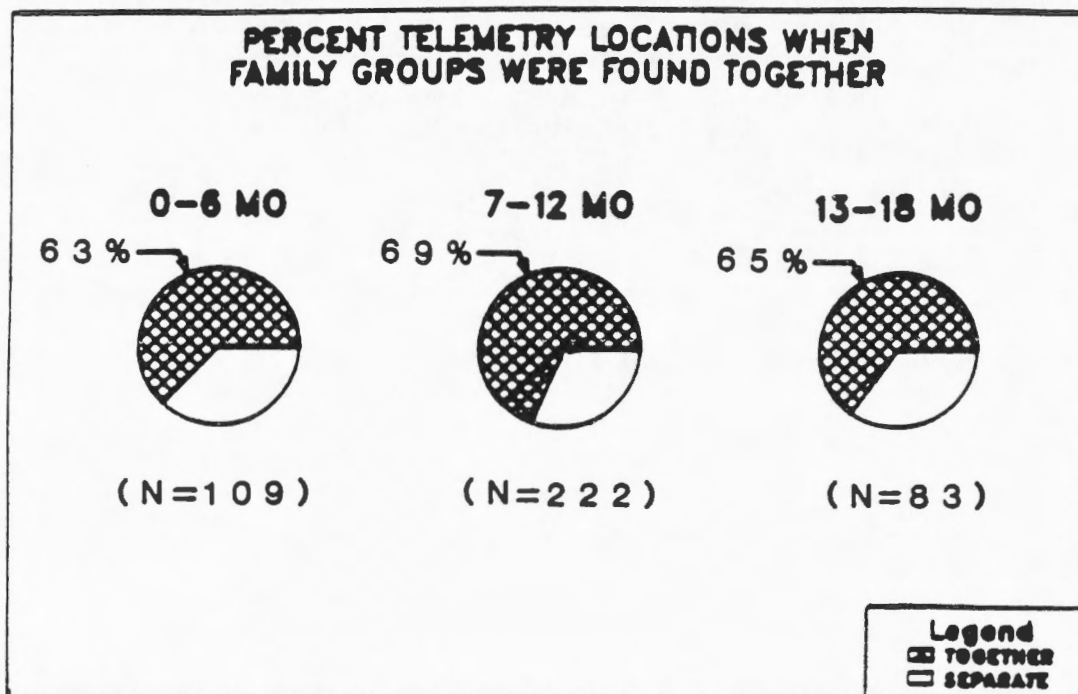 PERCENT TELEMETRY LOCATIONS WHEN
FAMILY GROUPS WERE FOUND TOGETHER
0-6 MO
7-12 MO
13-18 MO
63%
69%
65%
(N=109)
(N=222)
(N=83)
Legend
TOGETHER
SEPARATE